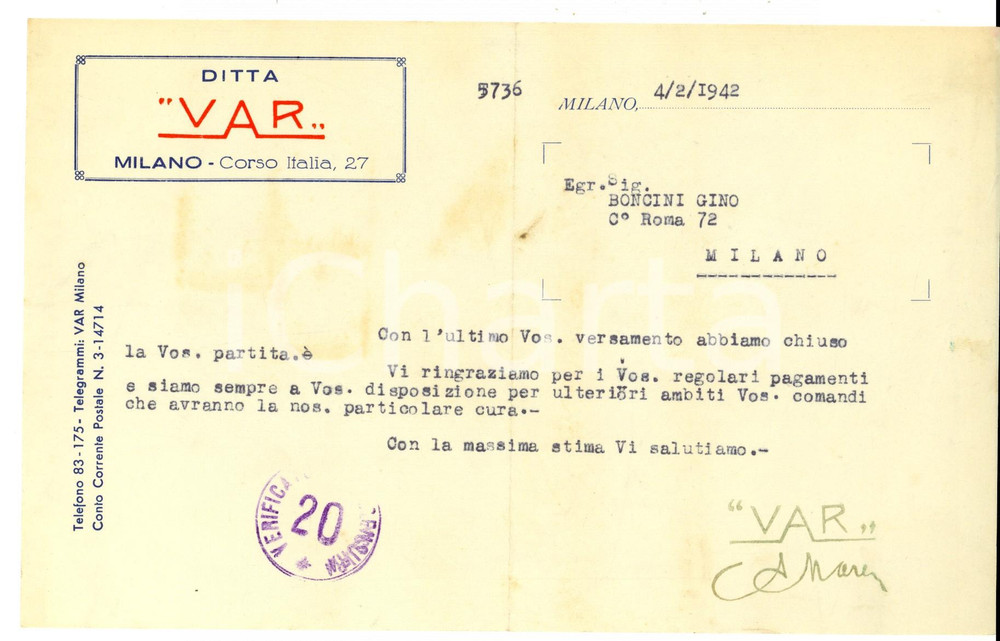 DITTA
"VAR„
MILANO - Corso Italia, 27
5736
MILANO, 4/2/1942
Egr.Sig.
BONCINI GINO
C° Roma 72
MILANO
Telefono 83-175 - Telegrammi: VAR Milano
Conto Corrente Postale N. 3-14714
Con l'ultimo Vos. versamento abbiamo chiuso
la Vos. partita.è
Vi ringraziamo per i Vos. regolari pagamenti
e siamo sempre a Vos. disposizione per ulteriori ambiti Vos. comandi
che avranno la nos. particolare cura.-
Con la massima stima Vi salutiamo.-
VERIFICA
20
CENSURA
"VAR„
iCharta